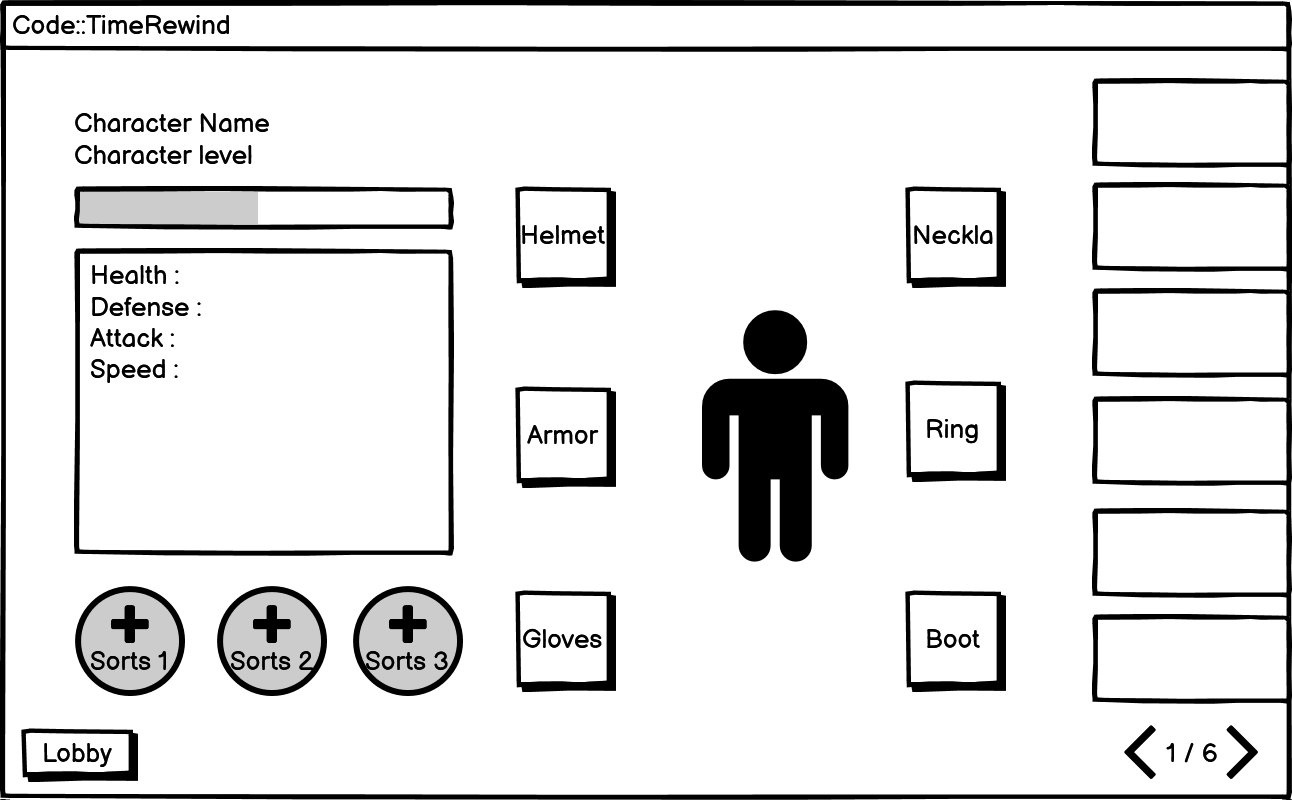 Code::TimeRewind
Character Name
Character level
Health :
Defense :
Attack :
Speed :
Sorts 1
Sorts 2
Sorts 3
Helmet
Armor
Gloves
Neckla
Ring
Boot
Lobby
1 / 6